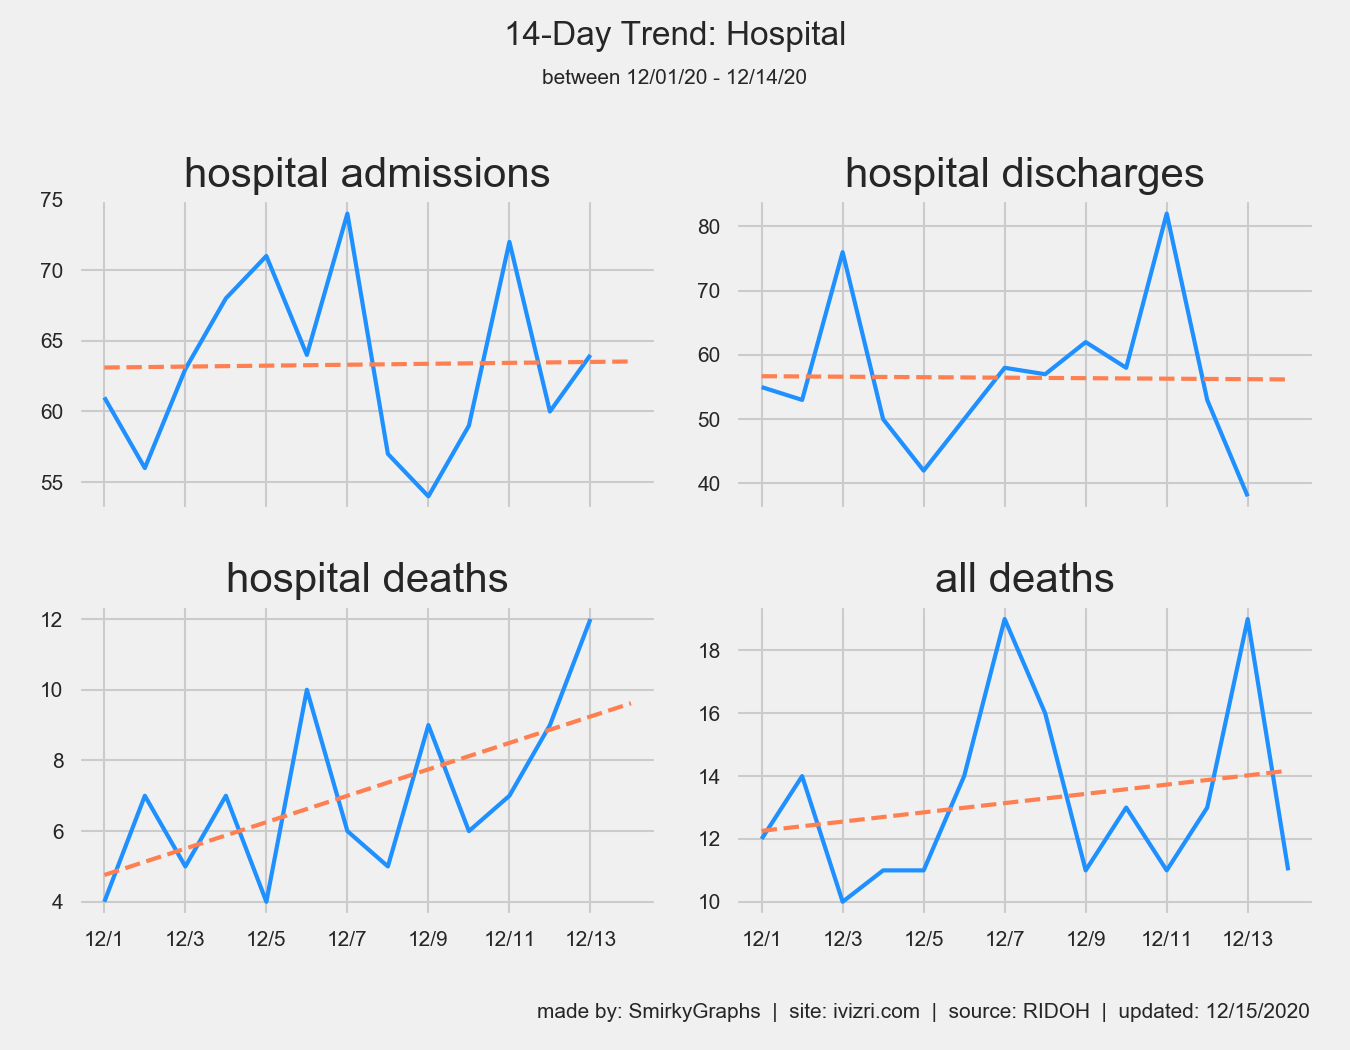 14-Day Trend: Hospital
between 12/01/20 - 12/14/20
hospital admissions
75
70
65
60
55
hospital discharges
80
70
60
50
40
hospital deaths
12
10
8
6
4
12/1 12/3 12/5 12/7 12/9 12/11 12/13
all deaths
18
16
14
12
10
12/1 12/3 12/5 12/7 12/9 12/11 12/13
made by: SmirkyGraphs | site: ivizri.com | source: RIDOH | updated: 12/15/2020